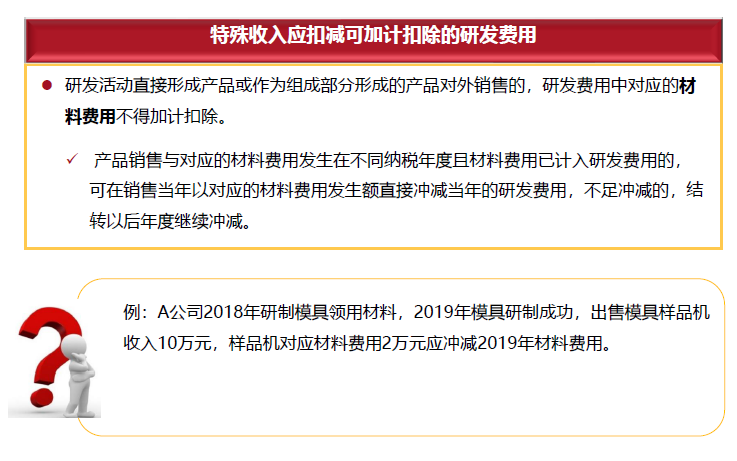 特殊收入应扣减可加计扣除的研发费用
研发活动直接形成产品或作为组成部分形成的产品对外销售的，研发费用中对应的材
料费用不得加计扣除。
产品销售与对应的材料费用发生在不同纳税年度且材料费用已计入研发费用的，
可在销售当年以对应的材料费用发生额直接冲减当年的研发费用，不足冲减的，结
转以后年度继续冲减。
例：A公司2018年研制模具领用材料，2019年模具研制成功，出售模具样品机
收入10万元，样品机对应材料费用2万元应冲减2019年材料费用。